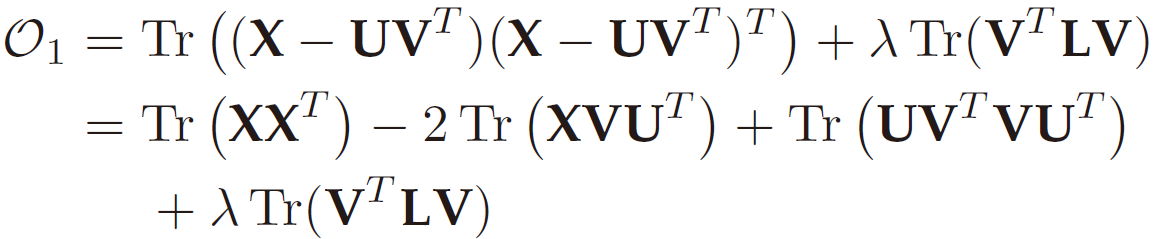 𝒪₁ = Tr ((𝐗 − 𝐔𝐕ᵀ)(𝐗 − 𝐔𝐕ᵀ)ᵀ) + λ Tr(𝐕ᵀ𝐋𝐕)
= Tr (𝐗𝐗ᵀ) − 2 Tr (𝐗𝐕𝐔ᵀ) + Tr (𝐔𝐕ᵀ𝐕𝐔ᵀ)
+ λ Tr(𝐕ᵀ𝐋𝐕)